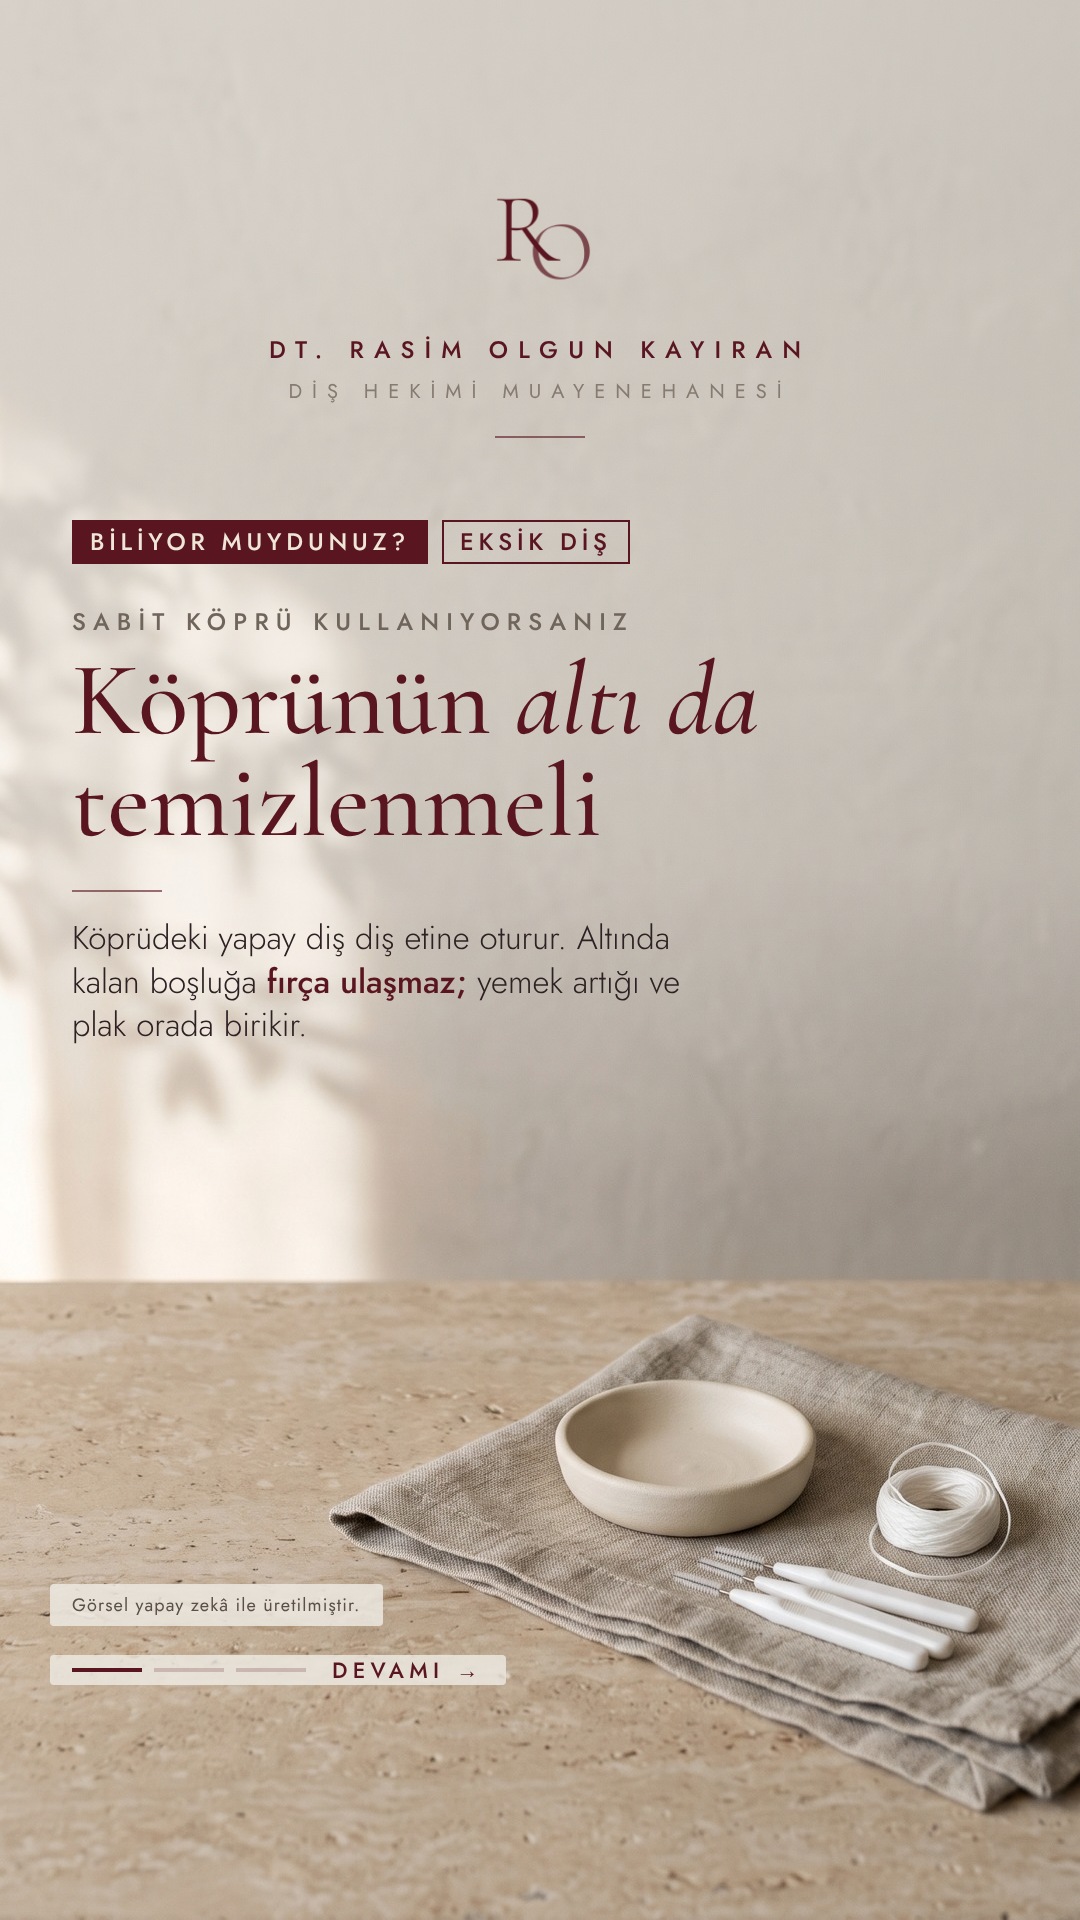 RO
DT. RASİM OLGUN KAYIRAN
DİŞ HEKİMİ MUAYENEHANESİ
BİLİYOR MUYDUNUZ? EKSİK DİŞ
SABİT KÖPRÜ KULLANIYORSANIZ
Köprünün altı da
temizlenmeli
Köprüdeki yapay diş diş etine oturur. Altında
kalan boşluğa fırça ulaşmaz; yemek artığı ve
plak orada birikir.
Görsel yapay zekâ ile üretilmiştir.
DEVAMI →